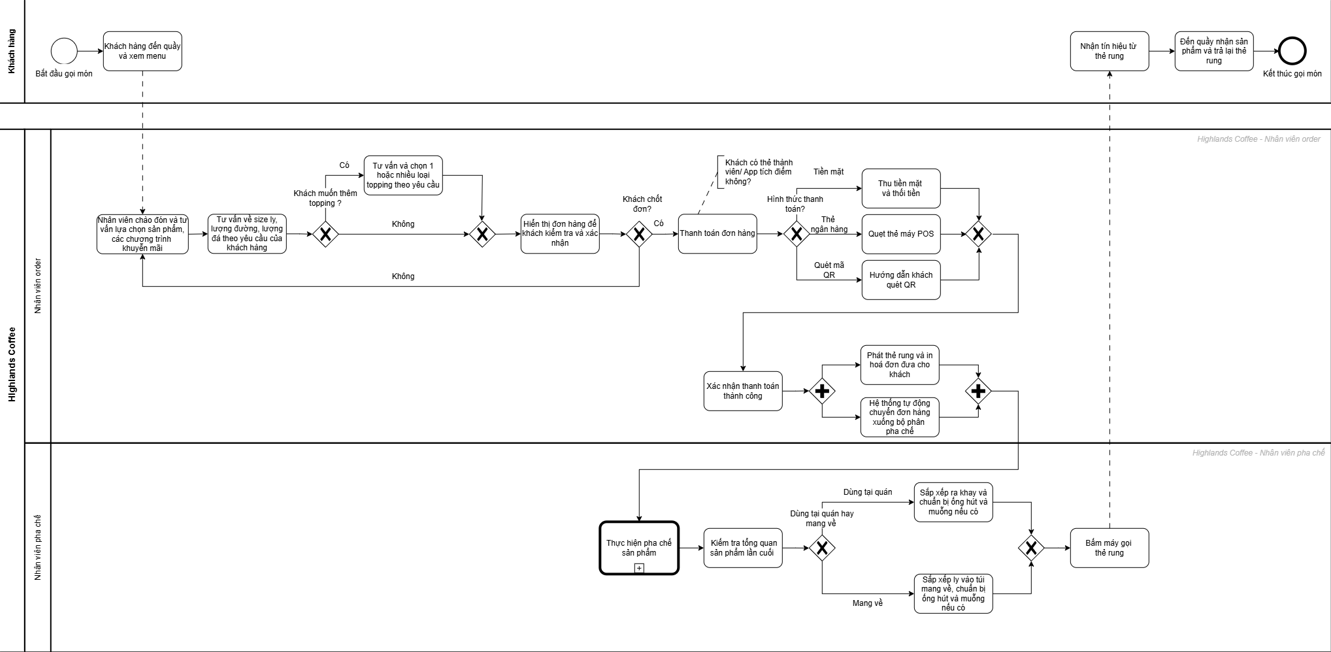 Khách hàng
Bắt đầu gọi món
Khách hàng đến quầy
và xem menu
Nhận tín hiệu từ
thẻ rung
Đến quầy nhận sản
phẩm và trả lại thẻ
rung
Kết thúc gọi món
Highlands Coffee
Nhân viên order
Highlands Coffee - Nhân viên order
Nhân viên chào đón và tư
vấn lựa chọn sản phẩm,
các chượng trình
khuyến mãi
Tư vấn về size ly,
lượng đường, lượng
đá theo yêu cầu của
khách hàng
Khách muốn thêm
topping ?
Có
Tư vấn và chọn 1
hoặc nhiều loại
topping theo yêu cầu
Không
Hiển thị đơn hàng để
khách kiểm tra và xác
nhận
Khách chốt
đơn?
Có
Không
Thanh toán đơn hàng
Khách có thẻ thành
viên/ App tích điểm
không?
Hình thức thanh
toán?
Tiền mặt
Thu tiền mặt
và thối tiền
Thẻ
ngân hàng
Quẹt thẻ máy POS
Quét mã
QR
Hướng dẫn khách
quét QR
Xác nhận thanh toán
thành công
Phát thẻ rung và in
hoá đơn đưa cho
khách
Hệ thống tự động
chuyển đơn hàng
xuống bộ phận
pha chế
Nhân viên pha chế
Highlands Coffee - Nhân viên pha chế
Thực hiện pha chế
sản phẩm
Kiểm tra tổng quan
sản phẩm lần cuối
Dùng tại quán hay
mang về
Dùng tại quán
Sắp xếp ra khay và
chuẩn bị ống hút và
muỗng nếu có
Mang về
Sắp xếp ly vào túi
mang về, chuẩn bị
ống hút và muỗng
nếu có
Bấm máy gọi
thẻ rung